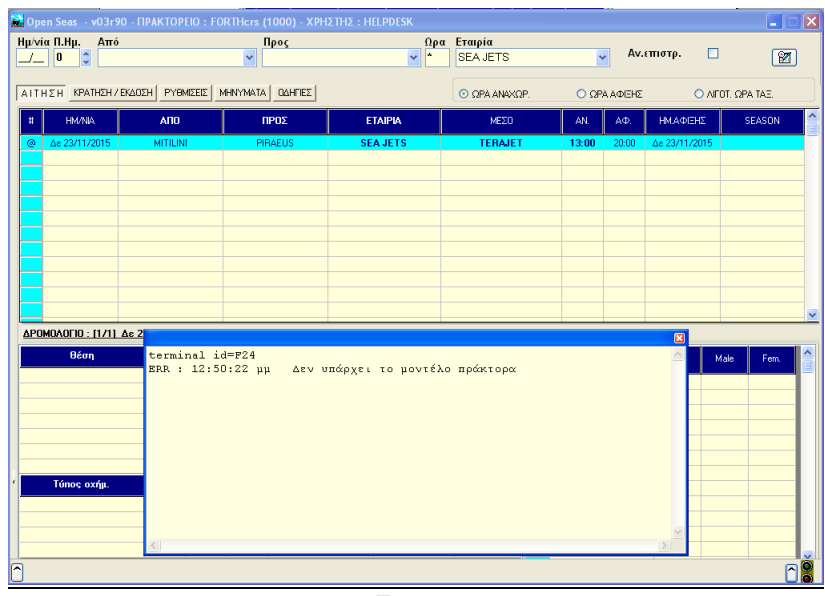 Open Seas - v03r90 - ΠΡΑΚΤΟΡΕΙΟ : FORTHcrs (1000) - ΧΡΗΣΤΗΣ : HELPDESK
Ημ/νία Π.Ημ. Από Προς Ωρα Εταιρία
__/__ 0 * SEA JETS Αν.επιστρ.
ΑΙΤΗΣΗ ΚΡΑΤΗΣΗ / ΕΚΔΟΣΗ ΡΥΘΜΙΣΕΙΣ ΜΗΝΥΜΑΤΑ ΟΔΗΓΙΕΣ ΩΡΑ ΑΝΑΧΩΡ. ΩΡΑ ΑΦΙΞΗΣ ΛΙΓΟΤ. ΩΡΑ ΤΑΞ.
# ΗΜ/ΝΙΑ ΑΠΟ ΠΡΟΣ ΕΤΑΙΡΙΑ ΜΕΣΟ ΑΝ. ΑΦ. ΗΜ.ΑΦΙΞΗΣ SEASON
@ Δε 23/11/2015 MITILINI PIRAEUS SEA JETS TERAJET 13:00 20:00 Δε 23/11/2015
ΔΡΟΜΟΛΟΓΙΟ : [1/1] Δε 2
Θέση Male Fem.
terminal id=F24
ERR : 12:50:22 μμ Δεν υπάρχει το μοντέλο πράκτορα
Τύπος οχήμ.